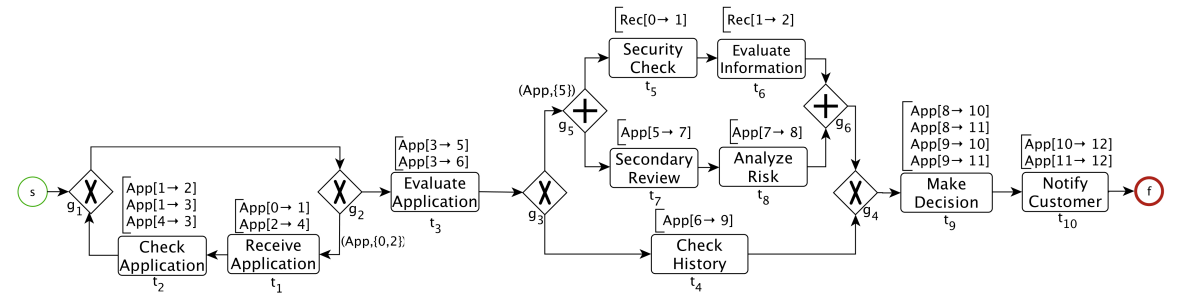 s
g1
App[1→ 2]
App[1→ 3]
App[4→ 3]
Check
Application
t2
App[0→ 1]
App[2→ 4]
Receive
Application
t1
g2
(App,{0,2})
App[3→ 5]
App[3→ 6]
Evaluate
Application
t3
g3
(App,{5})
g5
Rec[0→ 1]
Security
Check
t5
Rec[1→ 2]
Evaluate
Information
t6
App[5→ 7]
Secondary
Review
t7
App[7→ 8]
Analyze
Risk
t8
g6
App[6→ 9]
Check
History
t4
g4
App[8→ 10]
App[8→ 11]
App[9→ 10]
App[9→ 11]
Make
Decision
t9
App[10→ 12]
App[11→ 12]
Notify
Customer
t10
f